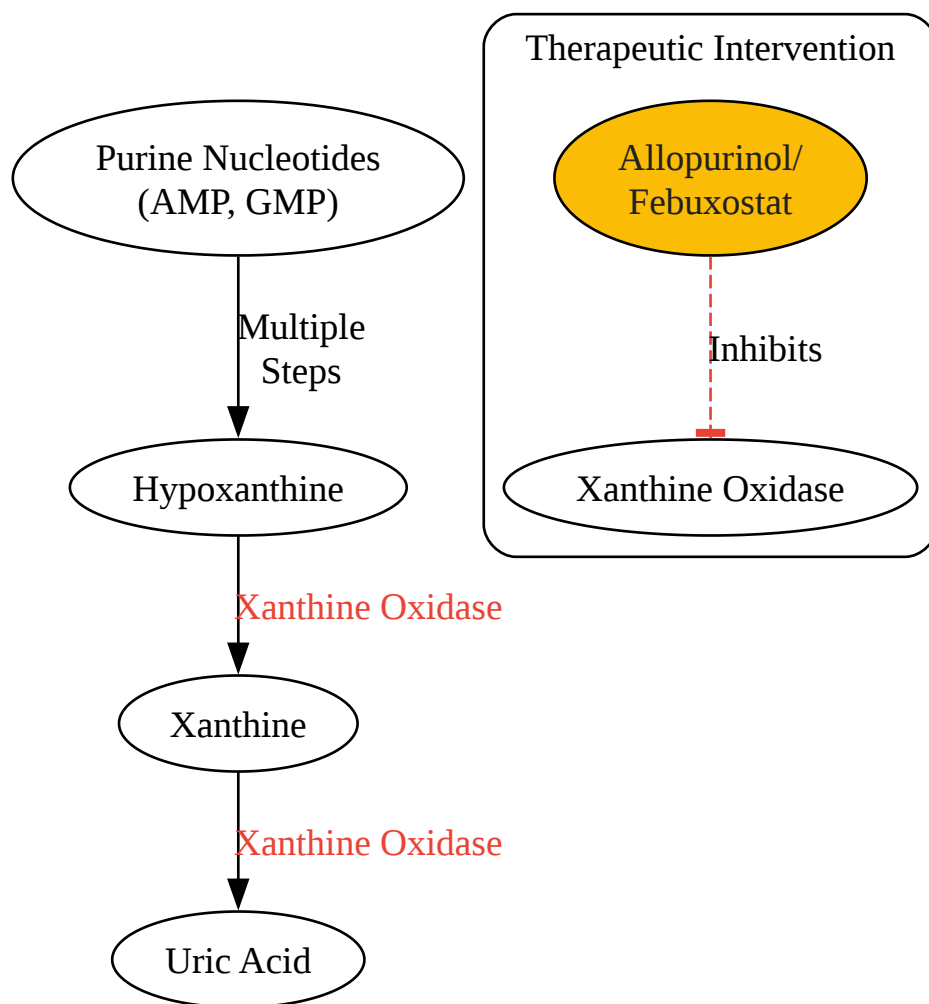 Therapeutic Intervention
Purine Nucleotides
(AMP, GMP)
Allopurinol/
Febuxostat
Multiple
Steps
Inhibits
Hypoxanthine
Xanthine Oxidase
Xanthine Oxidase
Xanthine
Xanthine Oxidase
Uric Acid